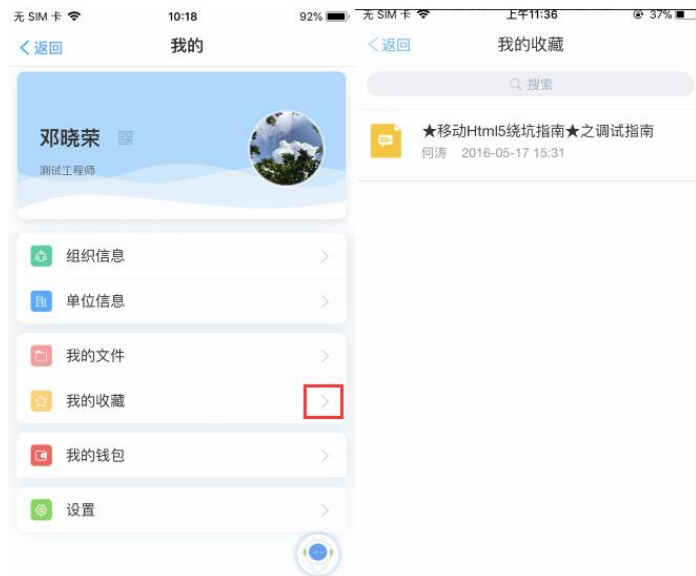 无 SIM 卡
10:18
92%
返回
我的
邓晓荣
测试工程师
组织信息
单位信息
我的文件
我的收藏
我的钱包
设置
无 SIM 卡
上午11:36
37%
返回
我的收藏
搜索
★移动Html5绕坑指南★之调试指南
何涛 2016-05-17 15:31